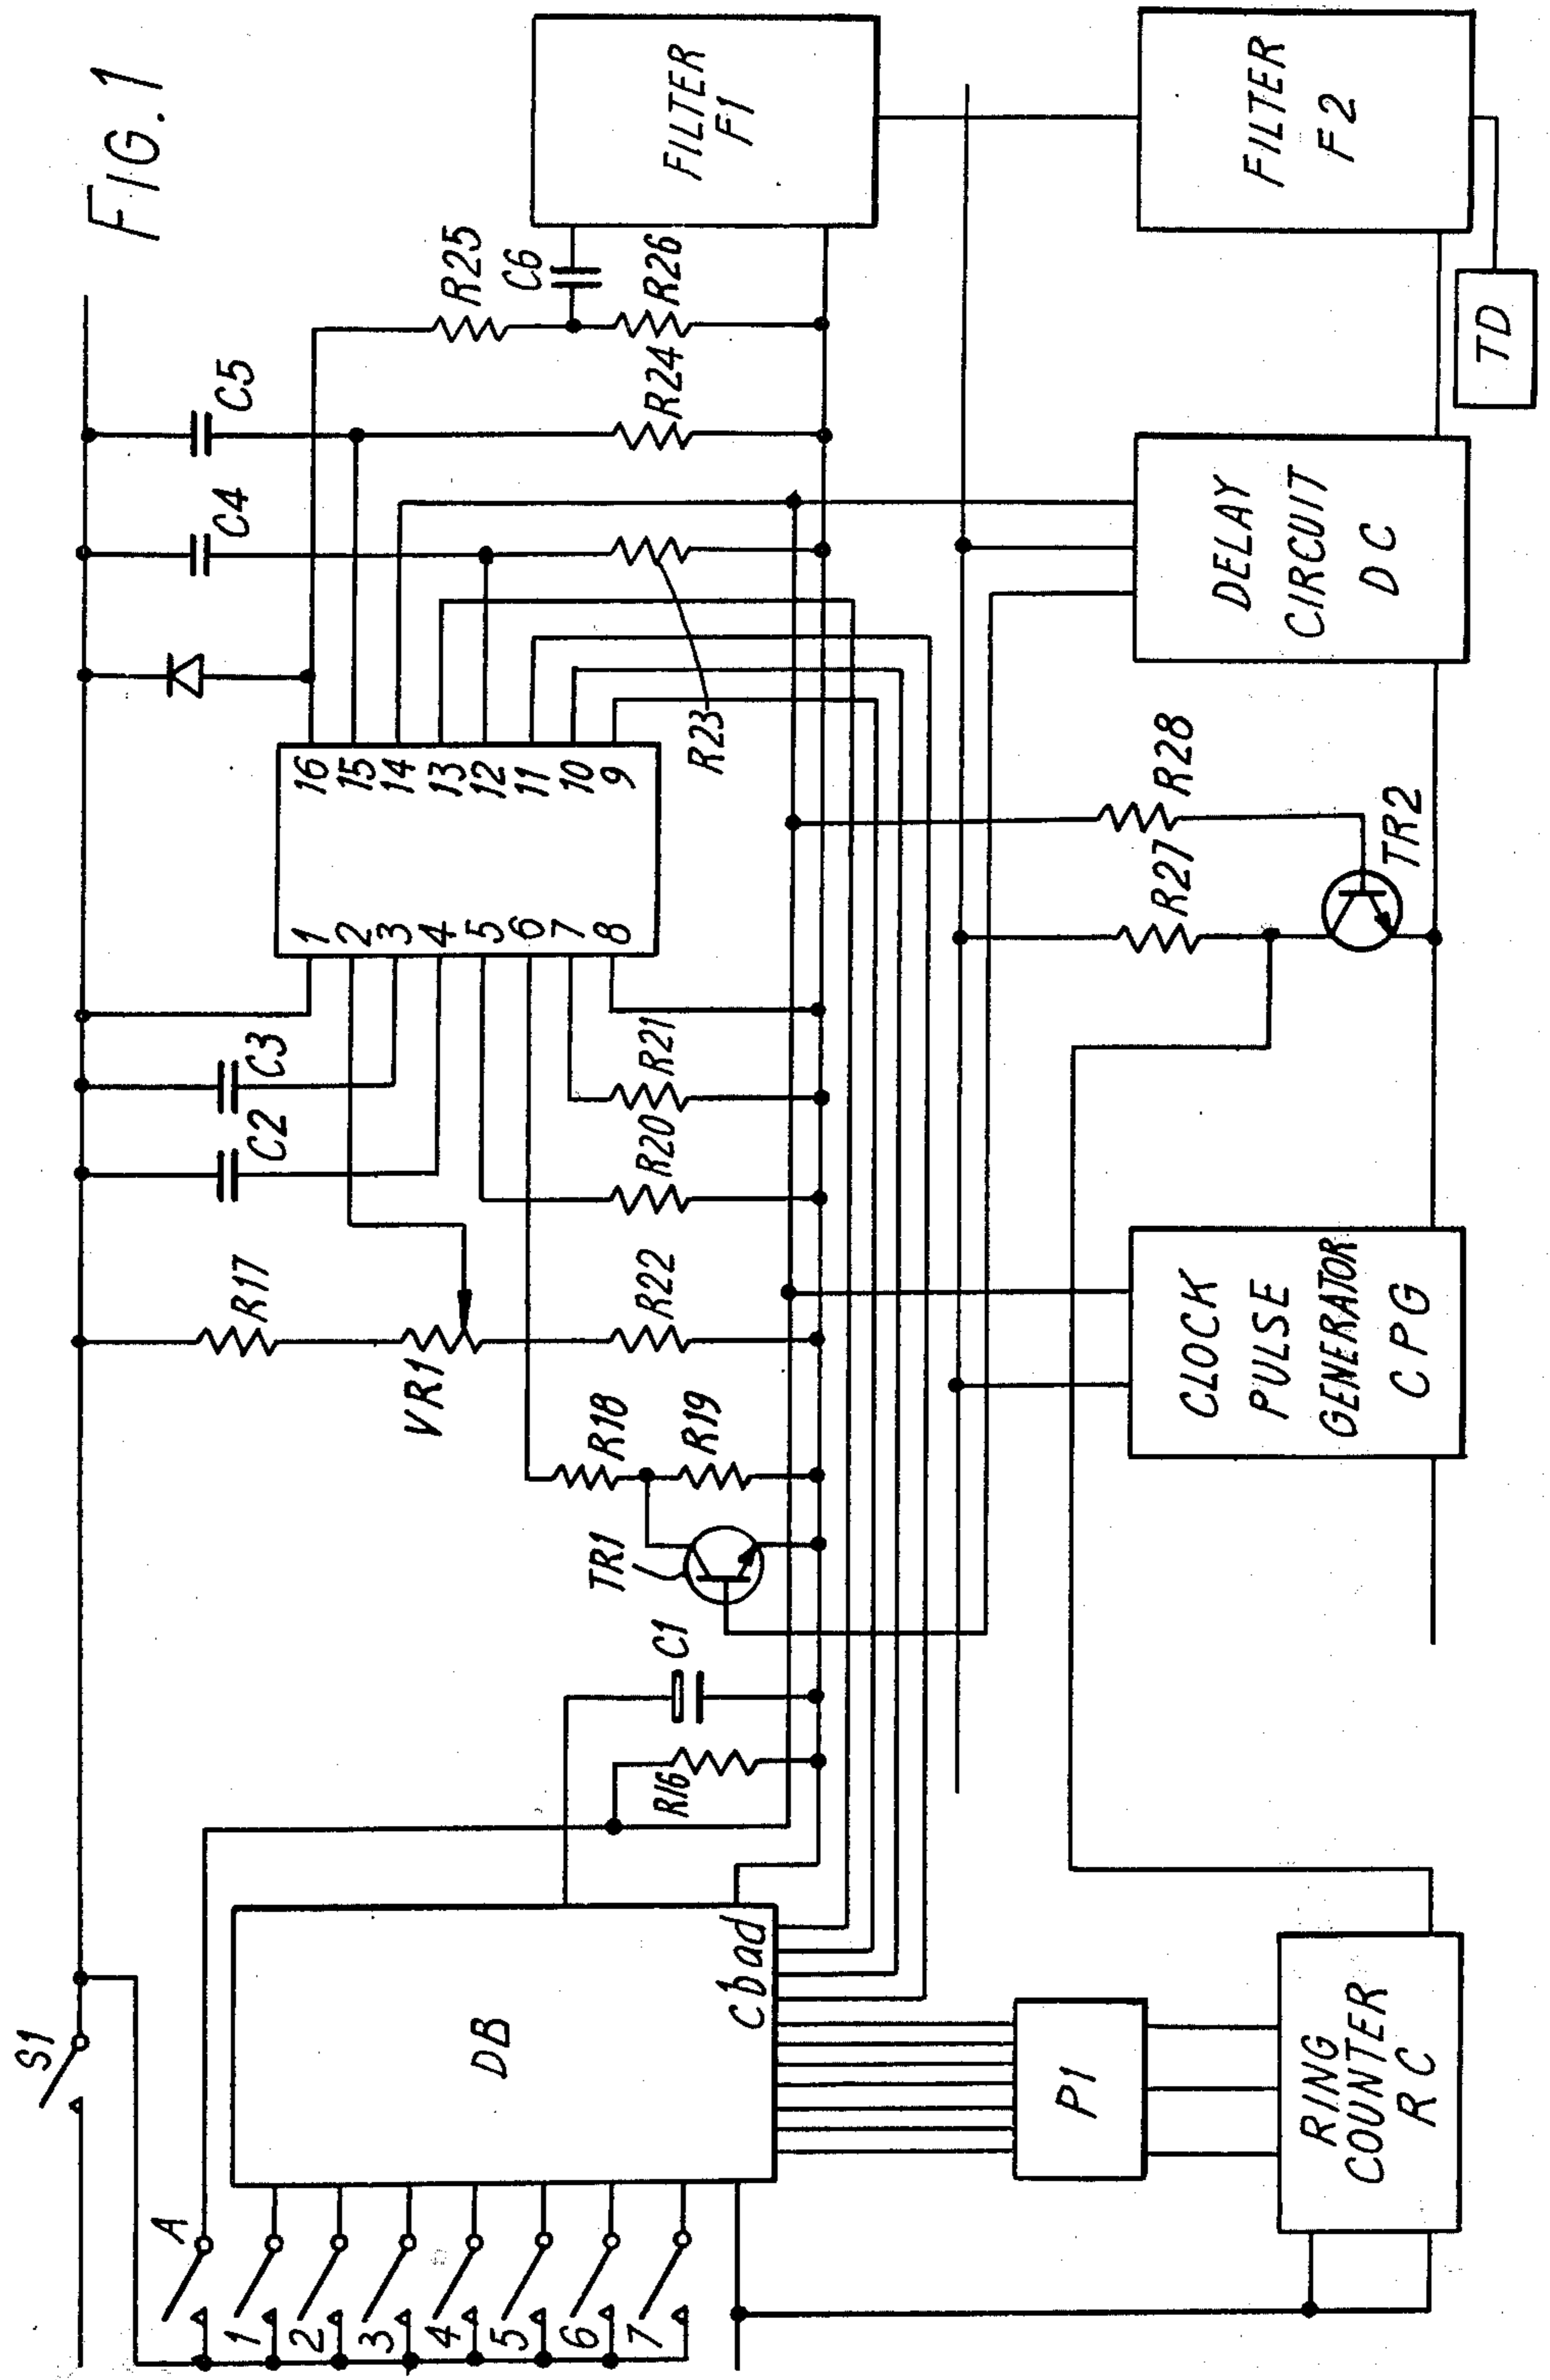 FIG. 1
S1
A
1
2
3
4
5
6
7
DB
c b a d
P1
RING
COUNTER
RC
R16
C1
TR1
R18
R19
R17
VR1
R22
C2
C3
R20
R21
1
2
3
4
5
6
7
8
16
15
14
13
12
11
10
9
R23
C4
C5
R24
R25
C6
R26
FILTER
F1
CLOCK
PULSE
GENERATOR
CPG
R27
R28
TR2
DELAY
CIRCUIT
DC
TD
FILTER
F2